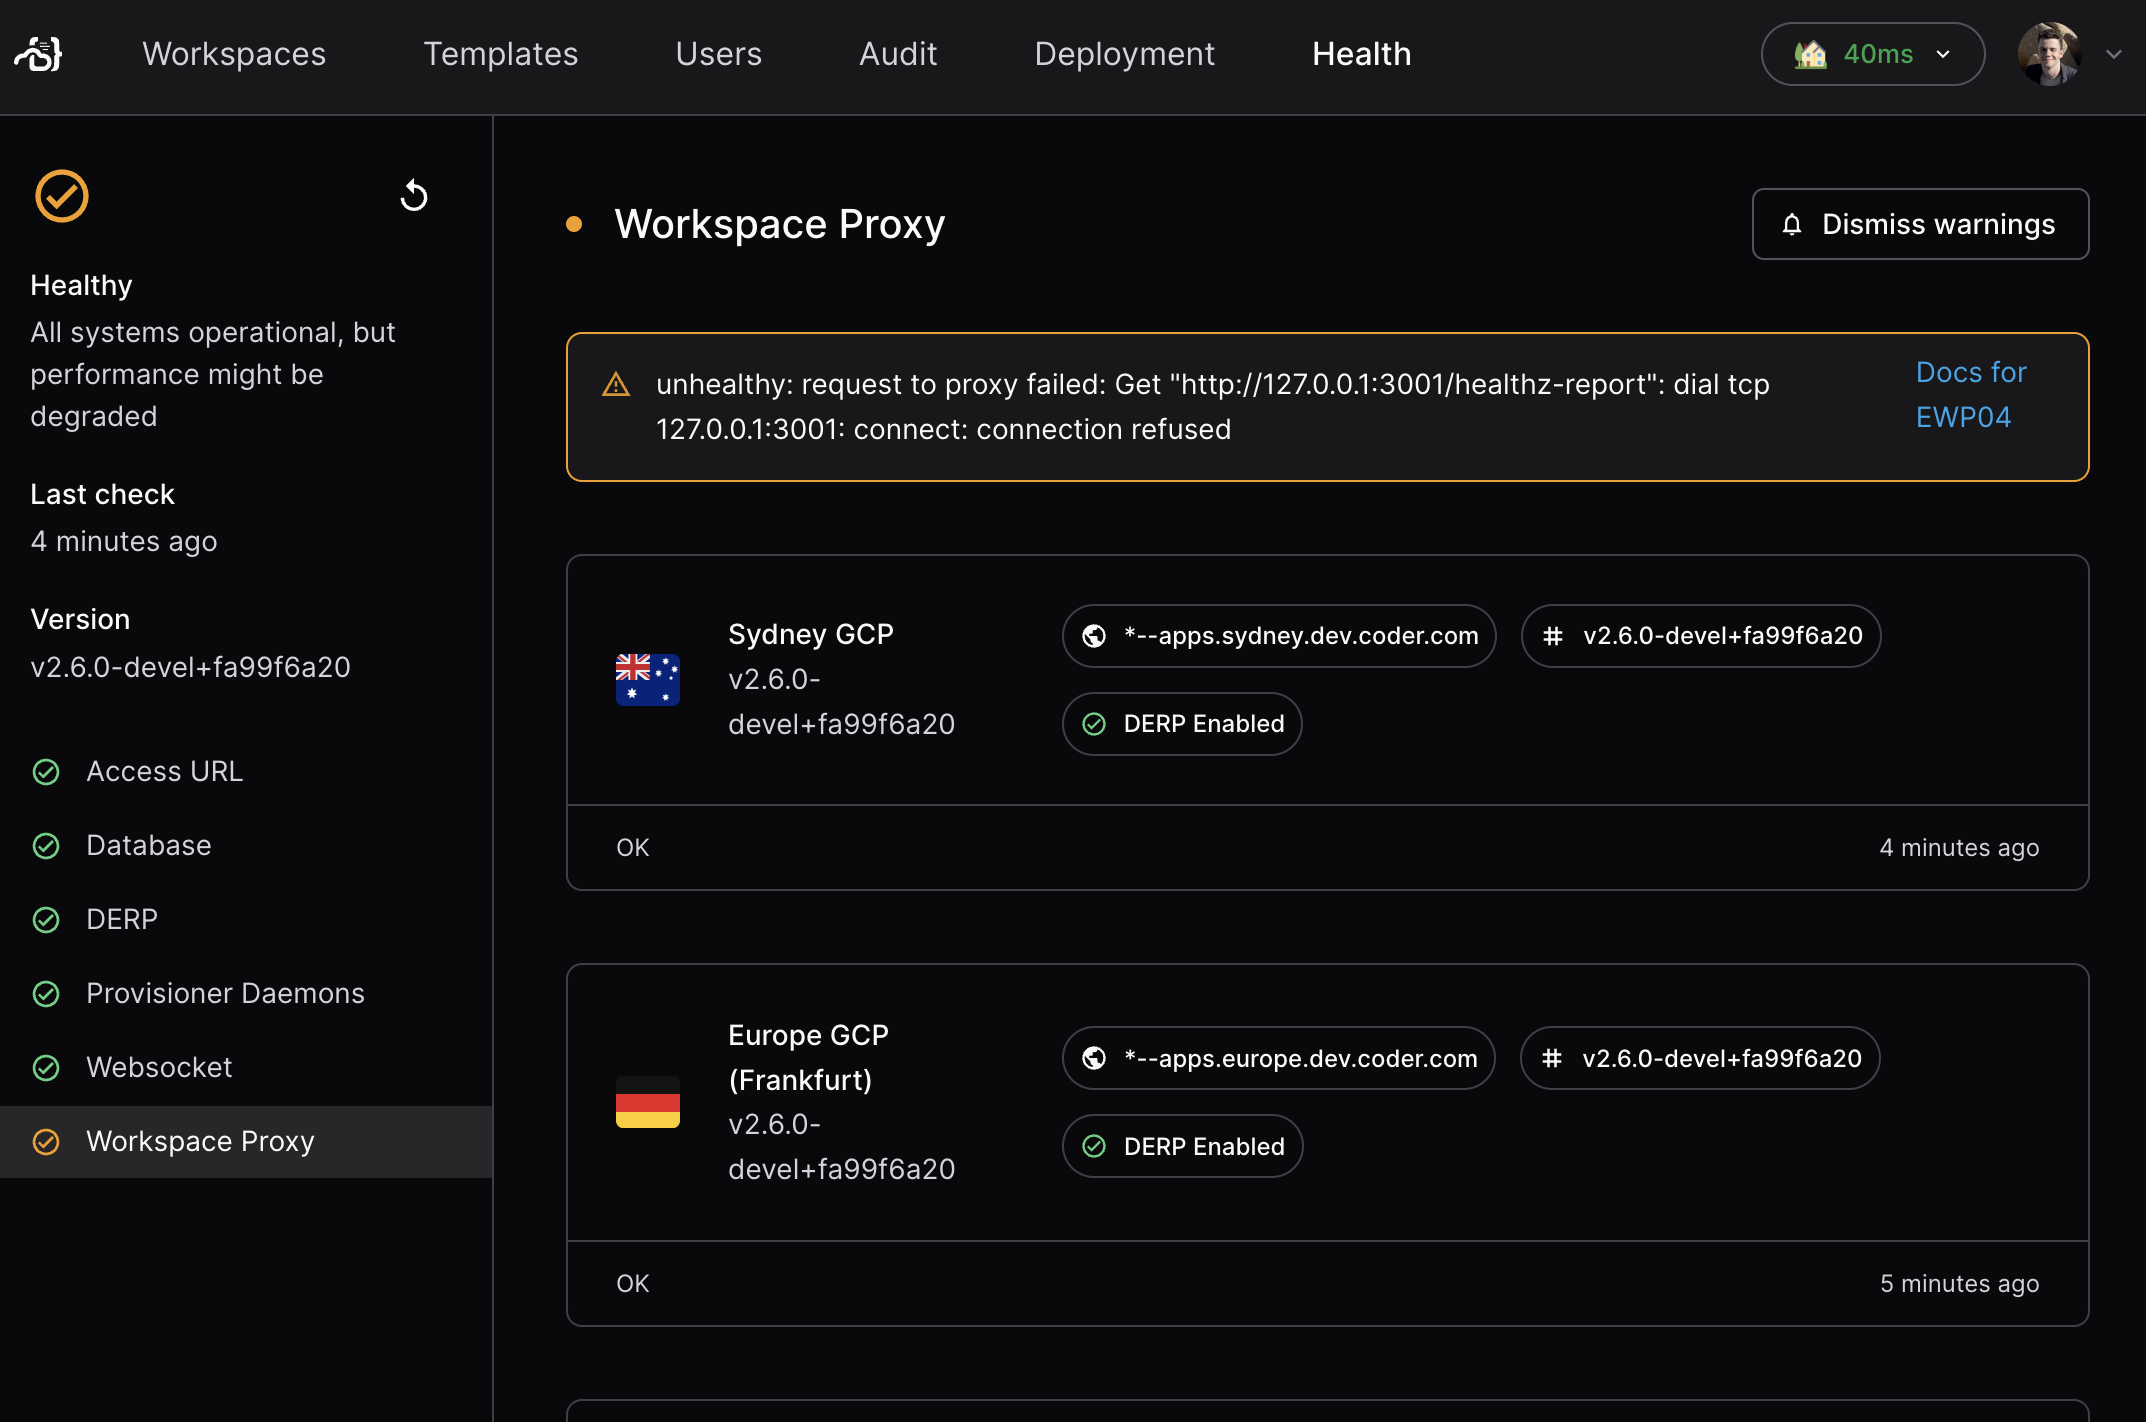 Workspaces
Templates
Users
Audit
Deployment
Health
40ms
Healthy
All systems operational, but
performance might be
degraded
Last check
4 minutes ago
Version
v2.6.0-devel+fa99f6a20
Access URL
Database
DERP
Provisioner Daemons
Websocket
Workspace Proxy
Workspace Proxy
Dismiss warnings
unhealthy: request to proxy failed: Get "http://127.0.0.1:3001/healthz-report": dial tcp
127.0.0.1:3001: connect: connection refused
Docs for
EWP04
Sydney GCP
v2.6.0-
devel+fa99f6a20
*--apps.sydney.dev.coder.com
# v2.6.0-devel+fa99f6a20
DERP Enabled
OK
4 minutes ago
Europe GCP
(Frankfurt)
v2.6.0-
devel+fa99f6a20
*--apps.europe.dev.coder.com
# v2.6.0-devel+fa99f6a20
DERP Enabled
OK
5 minutes ago